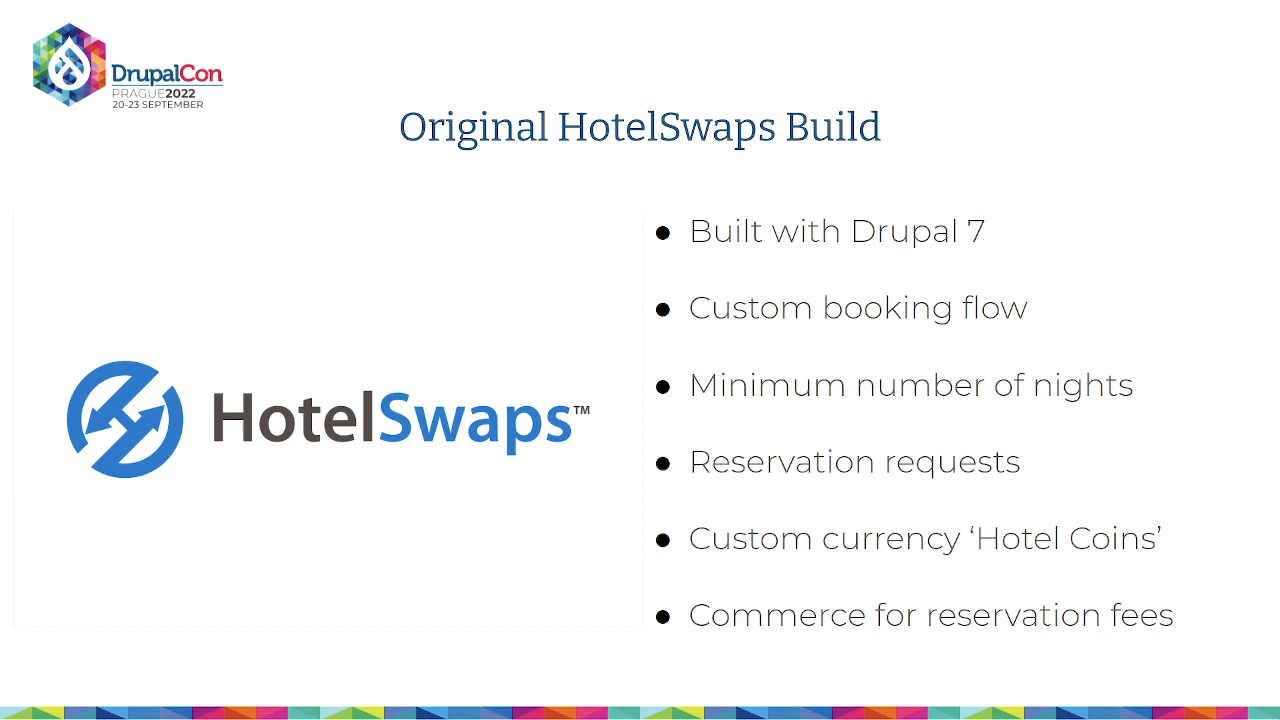 DrupalCon
PRAGUE2022
20-23 SEPTEMBER
Original HotelSwaps Build
HotelSwaps™
● Built with Drupal 7
● Custom booking flow
● Minimum number of nights
● Reservation requests
● Custom currency ‘Hotel Coins’
● Commerce for reservation fees